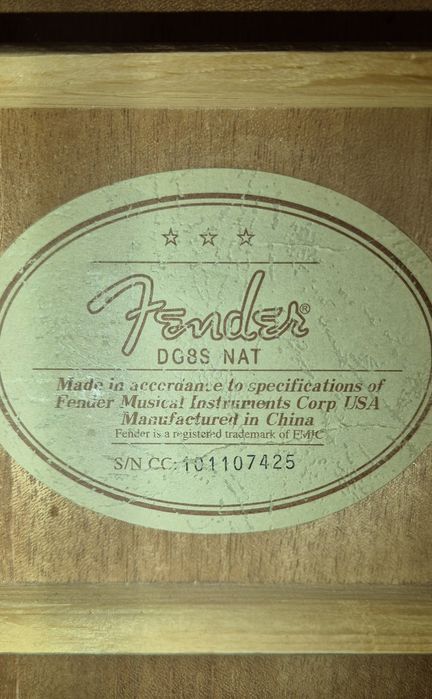 Fender®
DG8S NAT
Made in accordance to specifications of
Fender Musical Instruments Corp USA
Manufactured in China
Fender is a registered trademark of FMIC
S/N CC: 101107425